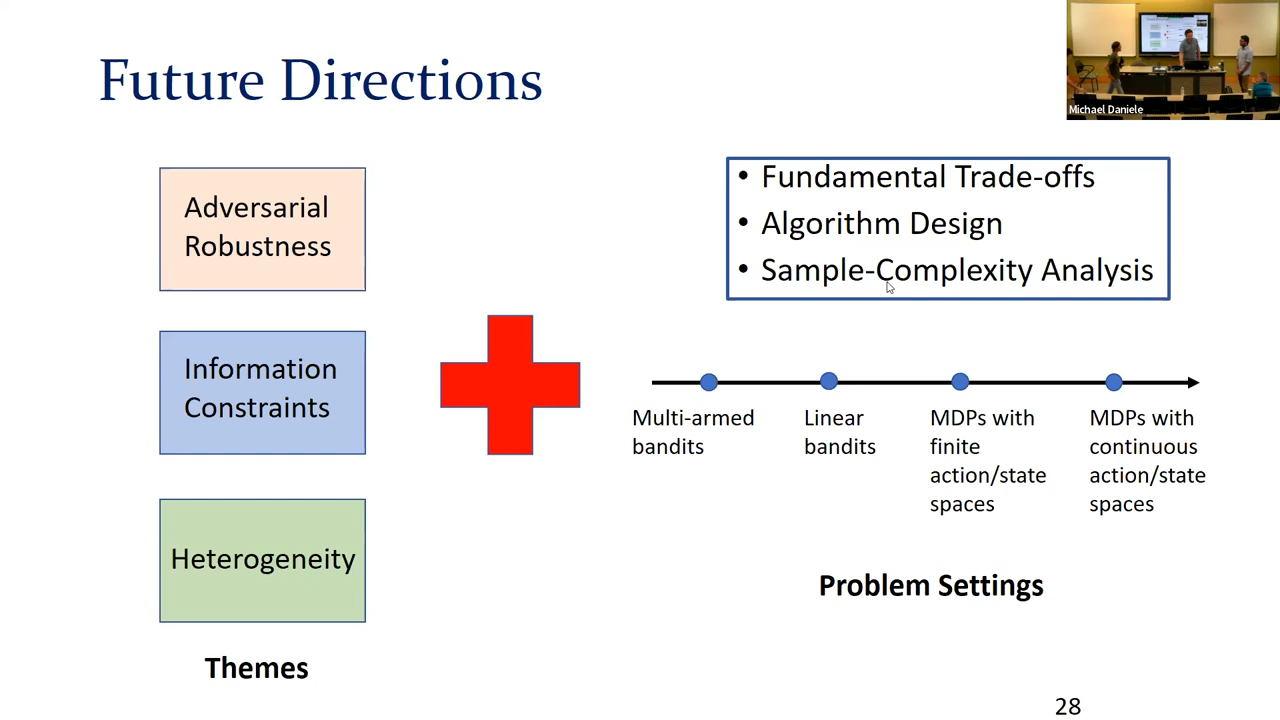 Future Directions
Michael Daniele
Adversarial
Robustness
Information
Constraints
Heterogeneity
Themes
• Fundamental Trade-offs
• Algorithm Design
• Sample-Complexity Analysis
Multi-armed
bandits
Linear
bandits
MDPs with
finite
action/state
spaces
MDPs with
continuous
action/state
spaces
Problem Settings
28